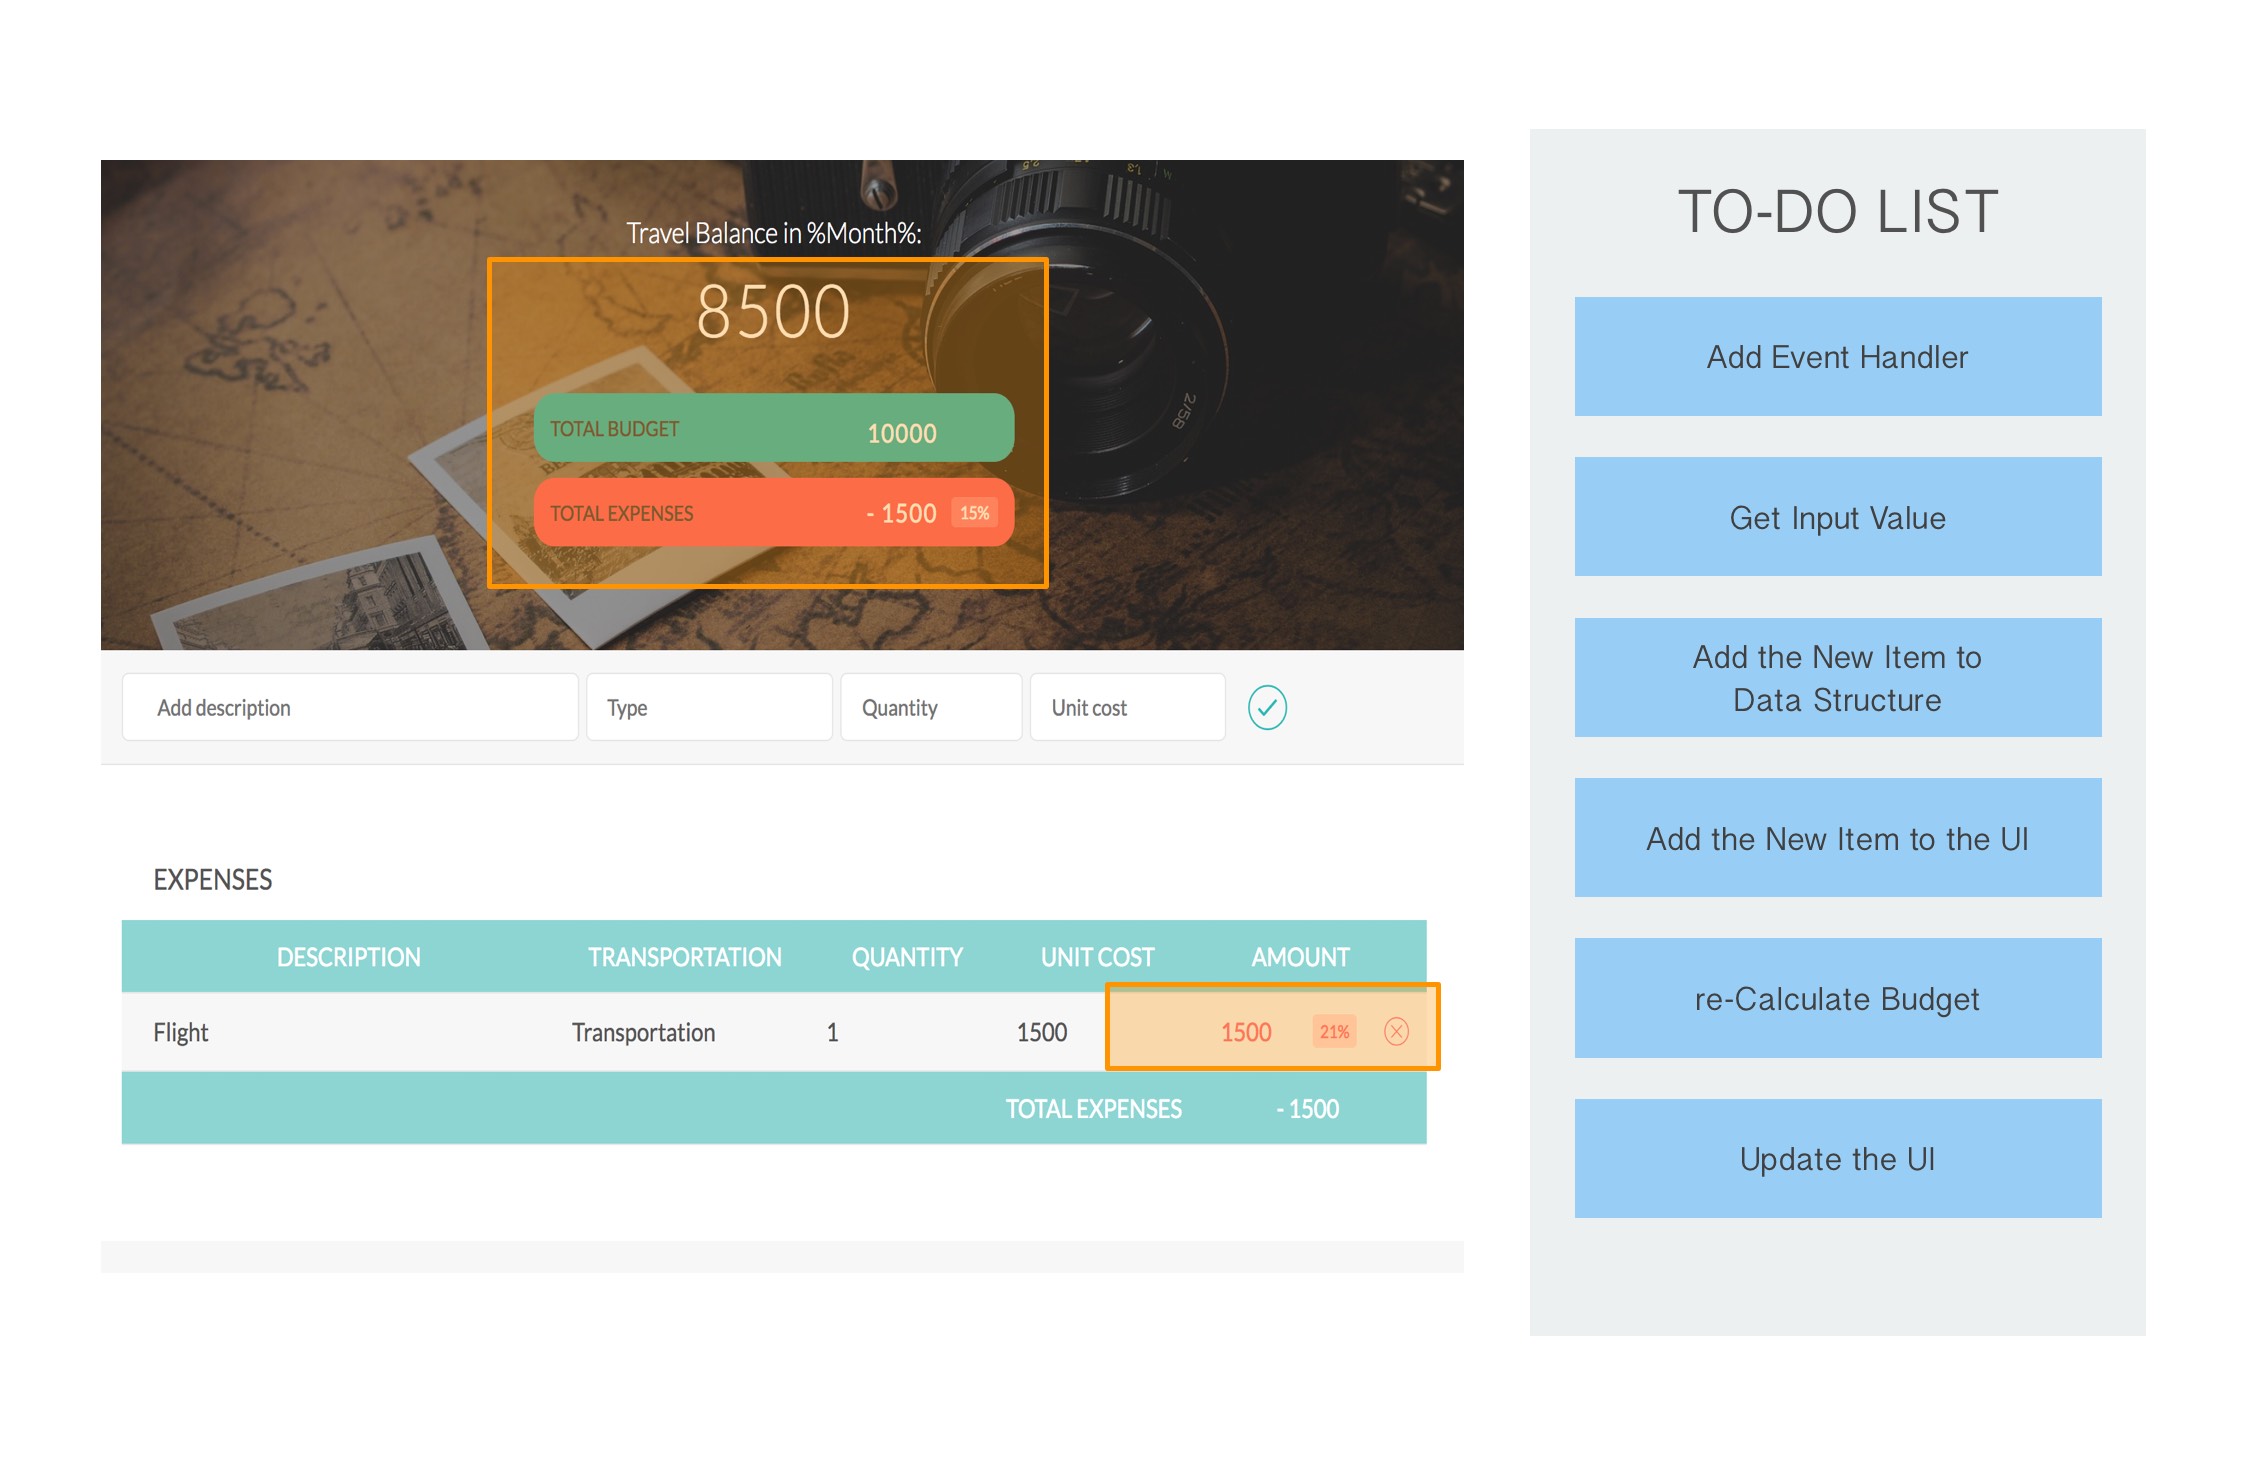 Travel Balance in %Month%:
8500
TOTAL BUDGET 10000
TOTAL EXPENSES - 1500 15%
Add description Type Quantity Unit cost
EXPENSES
DESCRIPTION TRANSPORTATION QUANTITY UNIT COST AMOUNT
Flight Transportation 1 1500 1500 21%
TOTAL EXPENSES - 1500
TO-DO LIST
Add Event Handler
Get Input Value
Add the New Item to
Data Structure
Add the New Item to the UI
re-Calculate Budget
Update the UI
2/58